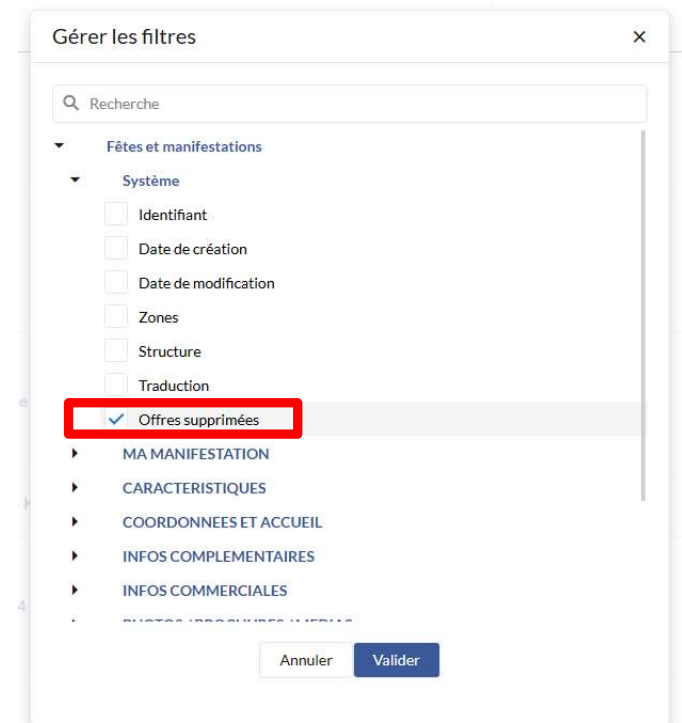 Gérer les filtres
Recherche
Fêtes et manifestations
Système
Identifiant
Date de création
Date de modification
Zones
Structure
Traduction
Offres supprimées
MA MANIFESTATION
CARACTERISTIQUES
COORDONNEES ET ACCUEIL
INFOS COMPLEMENTAIRES
INFOS COMMERCIALES
Annuler
Valider